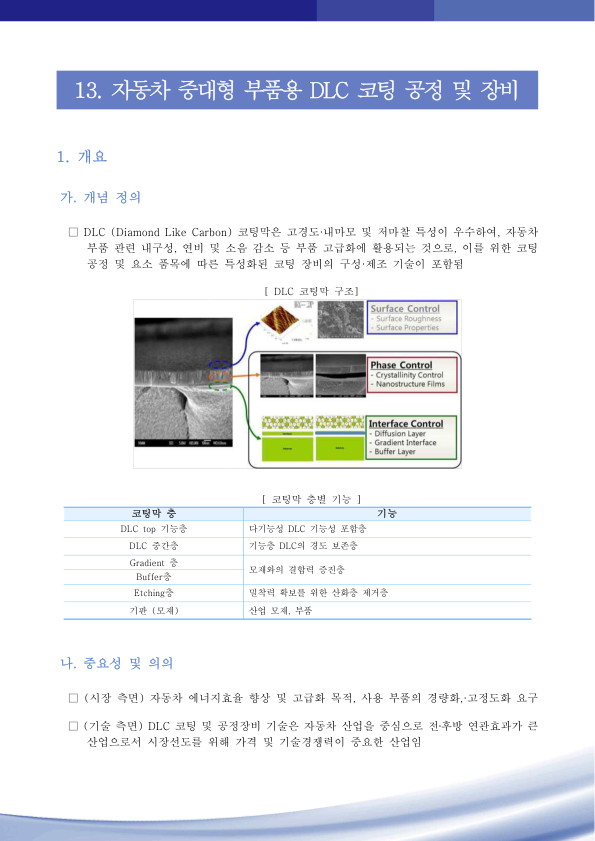 13. 자동차 중대형 부품용 DLC 코팅 공정 및 장비
1. 개요
가. 개념 정의
□ DLC (Diamond Like Carbon) 코팅막은 고경도·내마모 및 저마찰 특성이 우수하여, 자동차
부품 관련 내구성, 연비 및 소음 감소 등 부품 고급화에 활용되는 것으로, 이를 위한 코팅
공정 및 요소 품목에 따른 특성화된 코팅 장비의 구성·제조 기술이 포함됨
[ DLC 코팅막 구조]
Surface Control
- Surface Roughness
- Surface Properties
Phase Control
- Crystallinity Control
- Nanostructure Films
Interface Control
- Diffusion Layer
- Gradient Interface
- Buffer Layer
[ 코팅막 층별 기능 ]
코팅막 층 기능
DLC top 기능층 다기능성 DLC 기능성 포함층
DLC 중간층 기능층 DLC의 경도 보존층
Gradient 층
모재와의 결합력 증진층
Buffer층
Etching층 밀착력 확보를 위한 산화층 제거층
기판 (모재) 산업 모재, 부품
나. 중요성 및 의의
□ (시장 측면) 자동차 에너지효율 향상 및 고급화 목적, 사용 부품의 경량화,·고정도화 요구
□ (기술 측면) DLC 코팅 및 공정장비 기술은 자동차 산업을 중심으로 전·후방 연관효과가 큰
산업으로서 시장선도를 위해 가격 및 기술경쟁력이 중요한 산업임